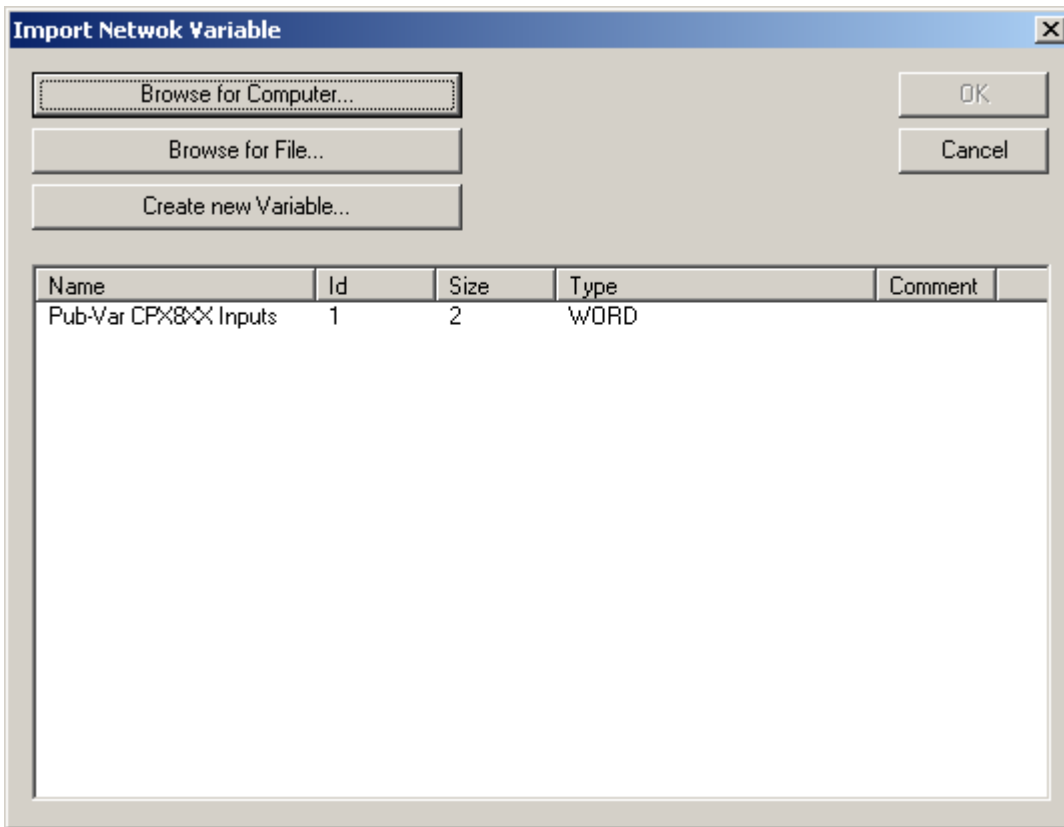 Import Netwok Variable
Browse for Computer...
OK
Browse for File...
Cancel
Create new Variable...
Name Id Size Type Comment
Pub-Var CPX8XX Inputs 1 2 WORD